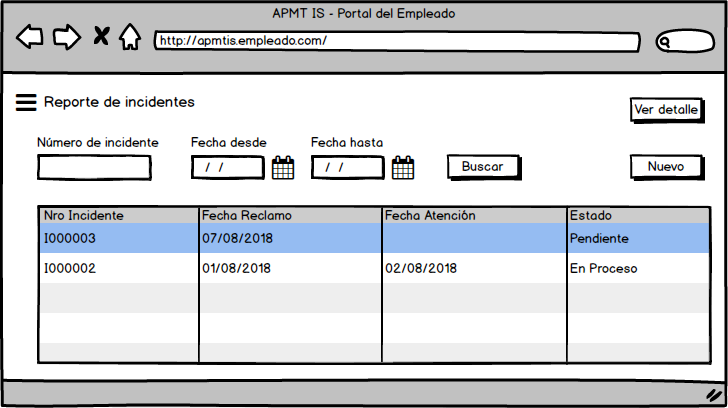 APMT IS - Portal del Empleado
http://apmtis.empleado.com/
Reporte de incidentes
Ver detalle
Número de incidente Fecha desde Fecha hasta
/ / / / Buscar Nuevo
Nro Incidente Fecha Reclamo Fecha Atención Estado
I000003 07/08/2018 Pendiente
I000002 01/08/2018 02/08/2018 En Proceso